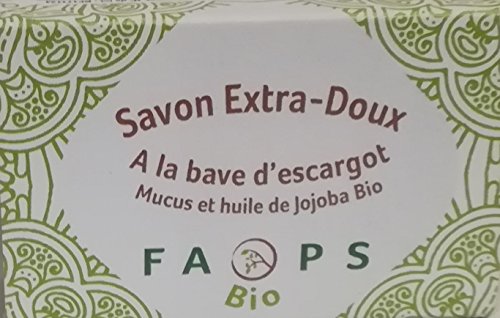 Savon Extra-Doux
A la bave d'escargot
Mucus et huile de Jojoba Bio
FA PS
Bio